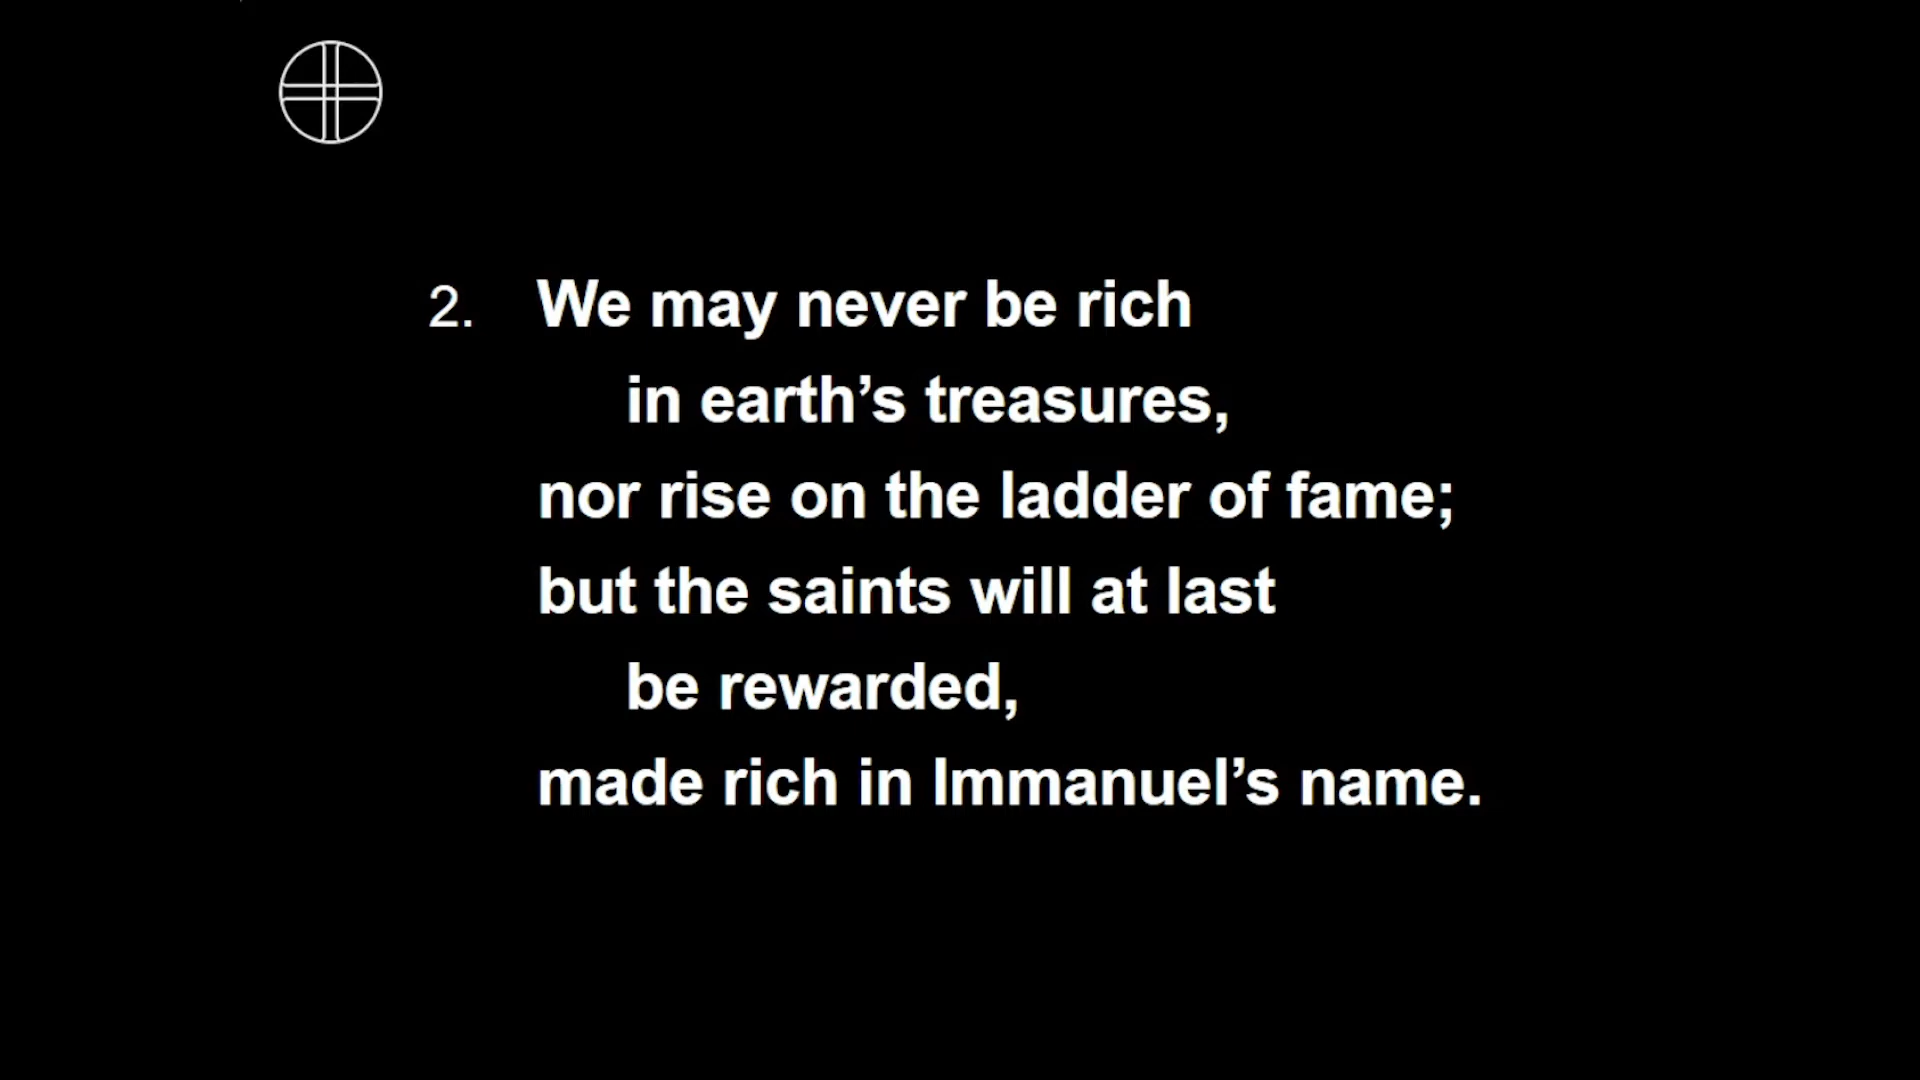 2. We may never be rich
in earth’s treasures,
nor rise on the ladder of fame;
but the saints will at last
be rewarded,
made rich in Immanuel’s name.